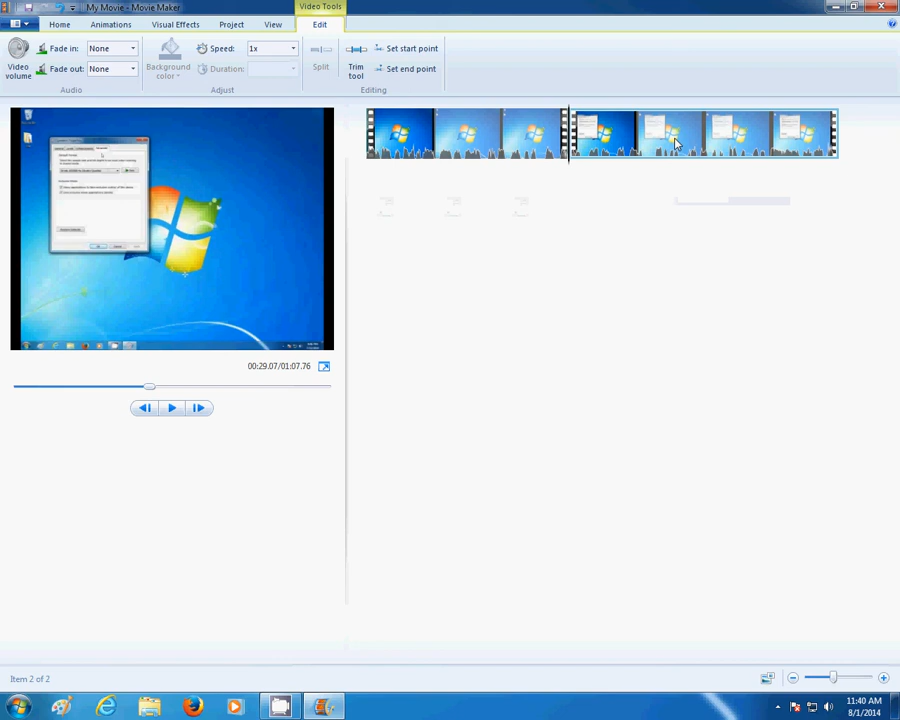 My Movie - Movie Maker
Video Tools
Home
Animations
Visual Effects
Project
View
Edit
Video volume
Fade in: None
Fade out: None
Audio
Background color
Speed: 1x
Duration:
Adjust
Split
Trim tool
Set start point
Set end point
Editing
00:29.07/01:07.76
Item 2 of 2
11:40 AM
8/1/2014